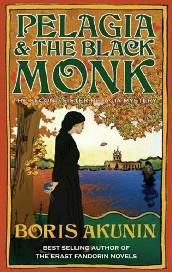 PELAGIA
& THE BLACK
MONK
THE SECOND SISTER PELAGIA MYSTERY
BORIS AKUNIN
BEST SELLING AUTHOR OF
THE ERAST FANDORIN NOVELS